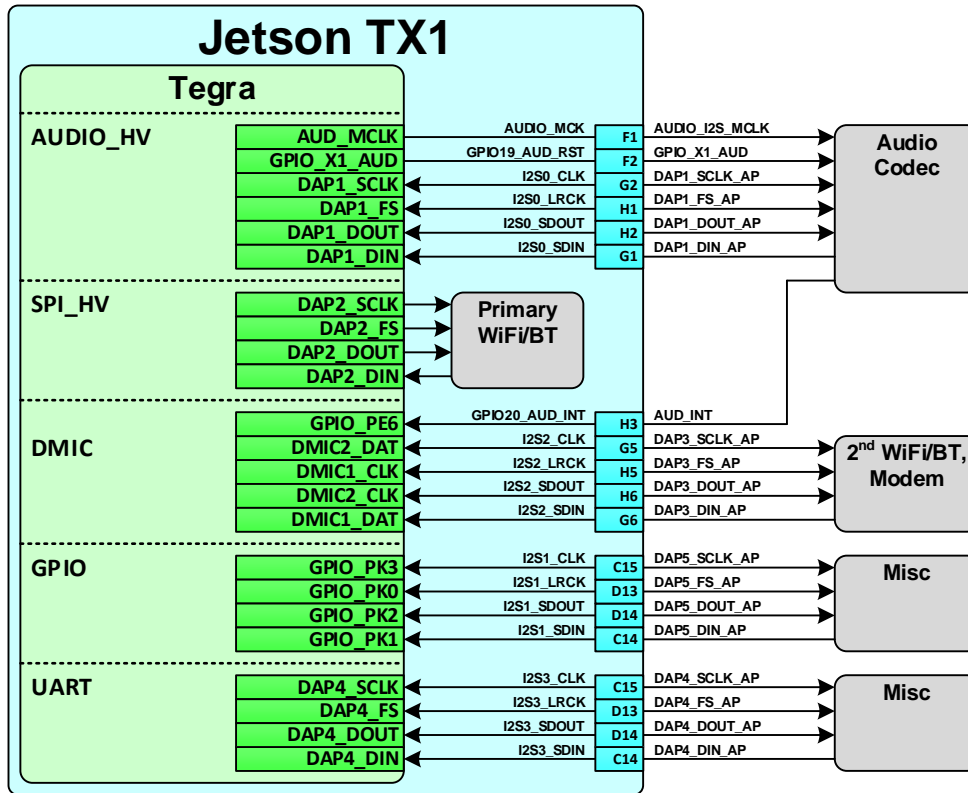 Jetson TX1
Tegra
AUDIO_HV
AUD_MCLK AUDIO_MCK F1 AUDIO_I2S_MCLK
GPIO_X1_AUD GPIO19_AUD_RST F2 GPIO_X1_AUD
DAP1_SCLK I2S0_CLK G2 DAP1_SCLK_AP
DAP1_FS I2S0_LRCK H1 DAP1_FS_AP
DAP1_DOUT I2S0_SDOUT H2 DAP1_DOUT_AP
DAP1_DIN I2S0_SDIN G1 DAP1_DIN_AP
Audio
Codec
SPI_HV
DAP2_SCLK
DAP2_FS
DAP2_DOUT
DAP2_DIN
Primary
WiFi/BT
DMIC
GPIO_PE6 GPIO20_AUD_INT H3 AUD_INT
DMIC2_DAT I2S2_CLK G5 DAP3_SCLK_AP
DMIC1_CLK I2S2_LRCK H5 DAP3_FS_AP
DMIC2_CLK I2S2_SDOUT H6 DAP3_DOUT_AP
DMIC1_DAT I2S2_SDIN G6 DAP3_DIN_AP
2nd WiFi/BT,
Modem
GPIO
GPIO_PK3 I2S1_CLK C15 DAP5_SCLK_AP
GPIO_PK0 I2S1_LRCK D13 DAP5_FS_AP
GPIO_PK2 I2S1_SDOUT D14 DAP5_DOUT_AP
GPIO_PK1 I2S1_SDIN C14 DAP5_DIN_AP
Misc
UART
DAP4_SCLK I2S3_CLK C15 DAP4_SCLK_AP
DAP4_FS I2S3_LRCK D13 DAP4_FS_AP
DAP4_DOUT I2S3_SDOUT D14 DAP4_DOUT_AP
DAP4_DIN I2S3_SDIN C14 DAP4_DIN_AP
Misc